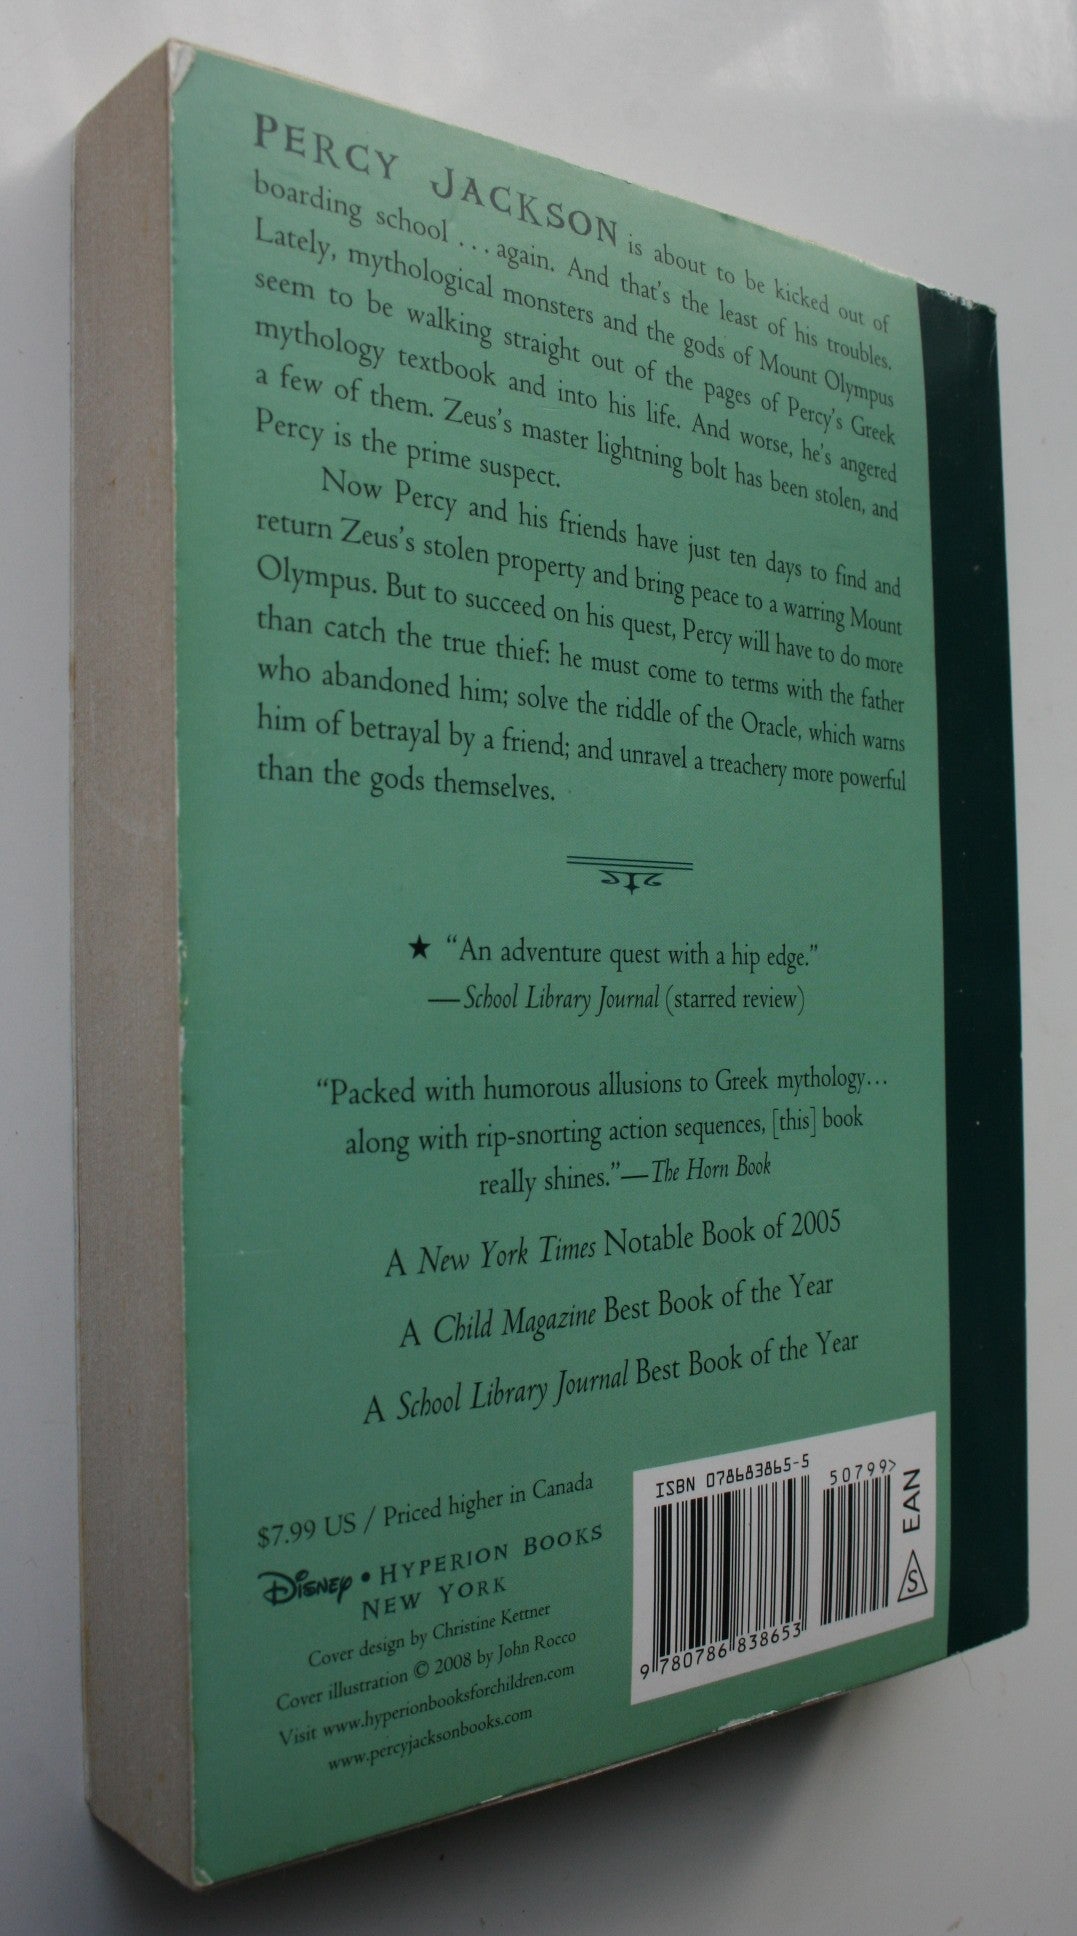 PERCY JACKSON is about to be kicked out of
boarding school . . . again. And that's the least of his troubles.
Lately, mythological monsters and the gods of Mount Olympus
seem to be walking straight out of the pages of Percy's Greek
mythology textbook and into his life. And worse, he's angered
a few of them. Zeus's master lightning bolt has been stolen, and
Percy is the prime suspect.
Now Percy and his friends have just ten days to find and
return Zeus's stolen property and bring peace to a warring Mount
Olympus. But to succeed on his quest, Percy will have to do more
than catch the true thief: he must come to terms with the father
who abandoned him; solve the riddle of the Oracle, which warns
him of betrayal by a friend; and unravel a treachery more powerful
than the gods themselves.
★ “An adventure quest with a hip edge.”
—School Library Journal (starred review)
“Packed with humorous allusions to Greek mythology...
along with rip-snorting action sequences, [this] book
really shines.”—The Horn Book
A New York Times Notable Book of 2005
A Child Magazine Best Book of the Year
A School Library Journal Best Book of the Year
$7.99 US / Priced higher in Canada
Disney • HYPERION BOOKS
NEW YORK
Cover design by Christine Kettner
Cover illustration © 2008 by John Rocco
Visit www.hyperionbooksforchildren.com
www.percyjacksonbooks.com
ISBN 078683865-5
50799>
9 780786 838653
EAN
S